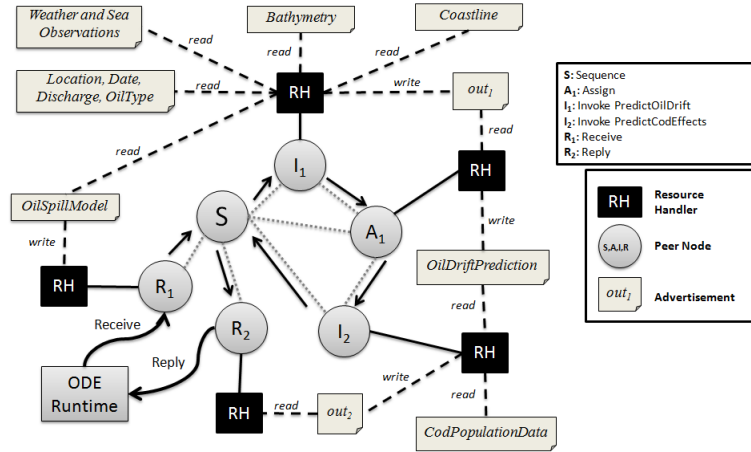 Weather and Sea
Observations
Bathymetry
Coastline
read
read
read
Location, Date,
Discharge, OilType
read
RH
write
out1
read
read
I1
RH
OilSpillModel
S
A1
write
write
RH
R1
OilDriftPrediction
Receive
R2
I2
read
Reply
RH
ODE
Runtime
write
read
RH
read
out2
CodPopulationData
S: Sequence
A1: Assign
I1: Invoke PredictOilDrift
I2: Invoke PredictCodEffects
R1: Receive
R2: Reply
RH
Resource
Handler
S,A,I,R
Peer Node
out1
Advertisement